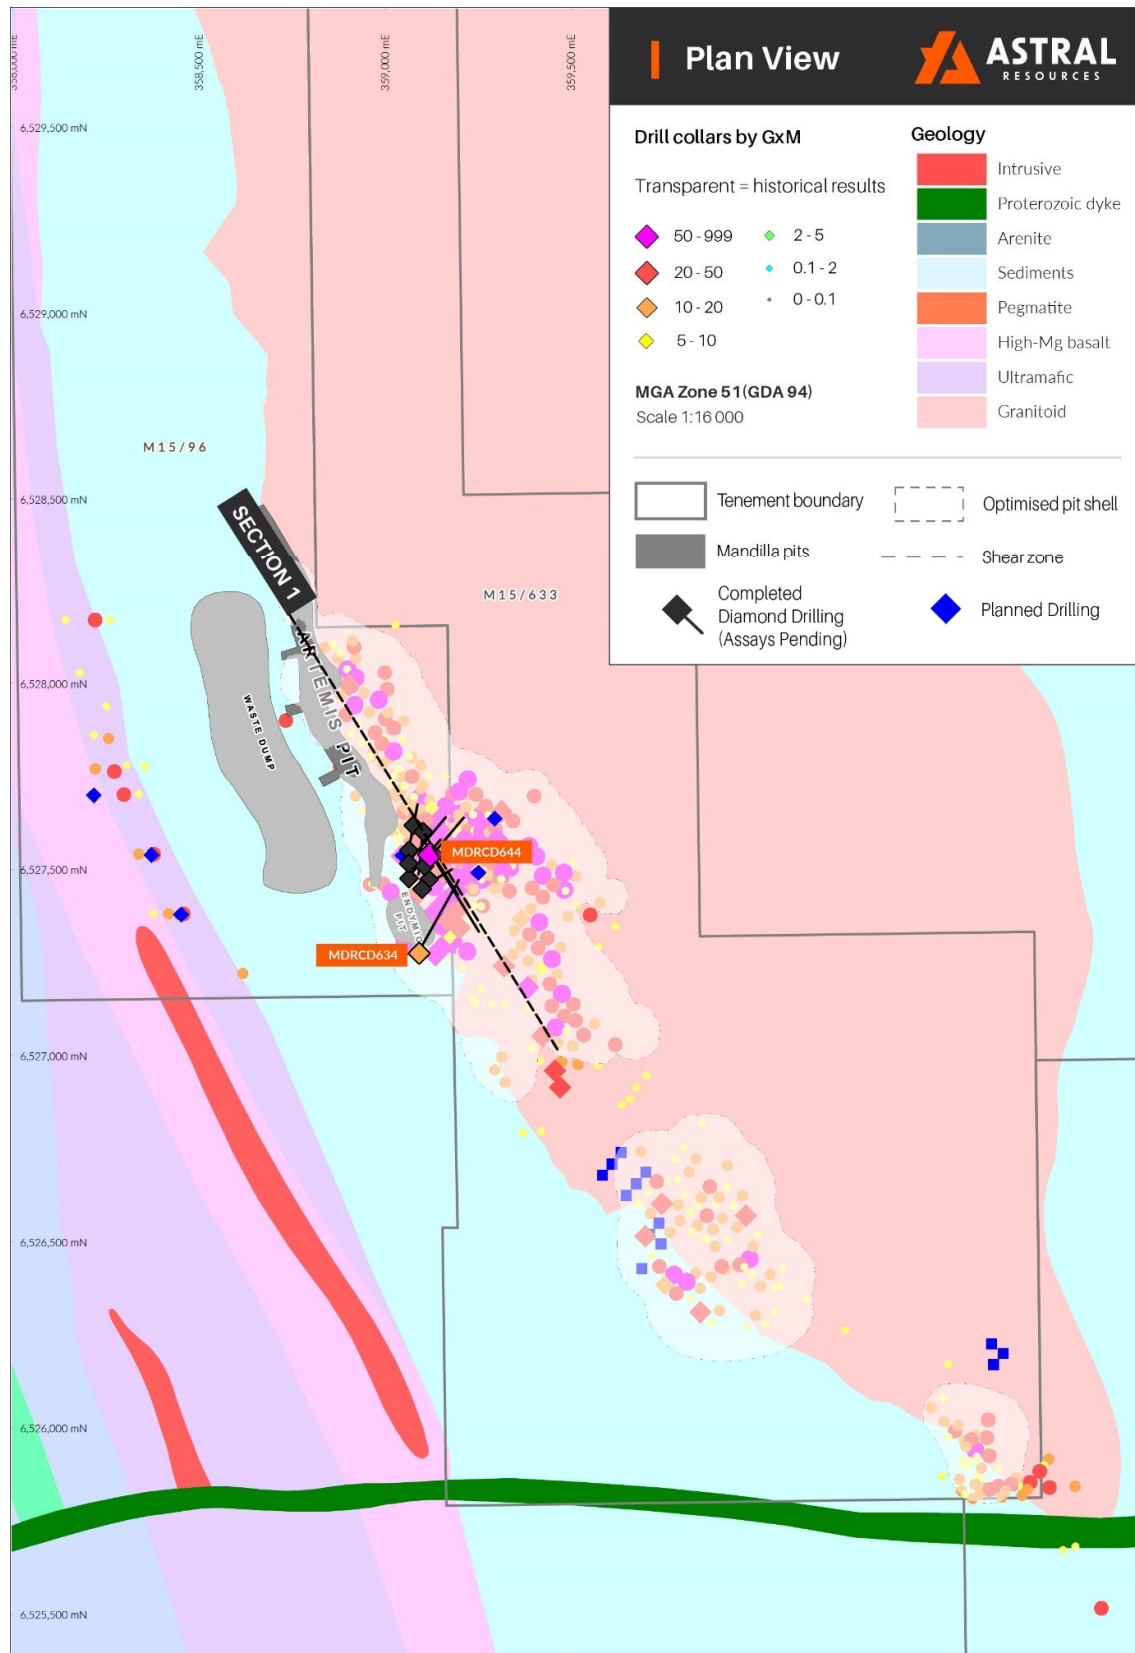 358,000 mE
358,500 mE
359,000 mE
359,500 mE
Plan View
ASTRAL
RESOURCES
Drill collars by GxM
Transparent = historical results
50 - 999
20 - 50
10 - 20
5 - 10
2 - 5
0.1 - 2
0 - 0.1
MGA Zone 51(GDA 94)
Scale 1:16 000
Geology
Intrusive
Proterozoic dyke
Arenite
Sediments
Pegmatite
High-Mg basalt
Ultramafic
Granitoid
Tenement boundary
Mandilla pits
Completed
Diamond Drilling
(Assays Pending)
Optimised pit shell
Shear zone
Planned Drilling
6,529,500 mN
6,529,000 mN
M15/96
6,528,500 mN
SECTION 1
M15/633
ARTEMIS PIT
6,528,000 mN
WASTE DUMP
MDRCD644
6,527,500 mN
ENDYMION
PIT
MDRCD634
6,527,000 mN
6,526,500 mN
6,526,000 mN
6,525,500 mN